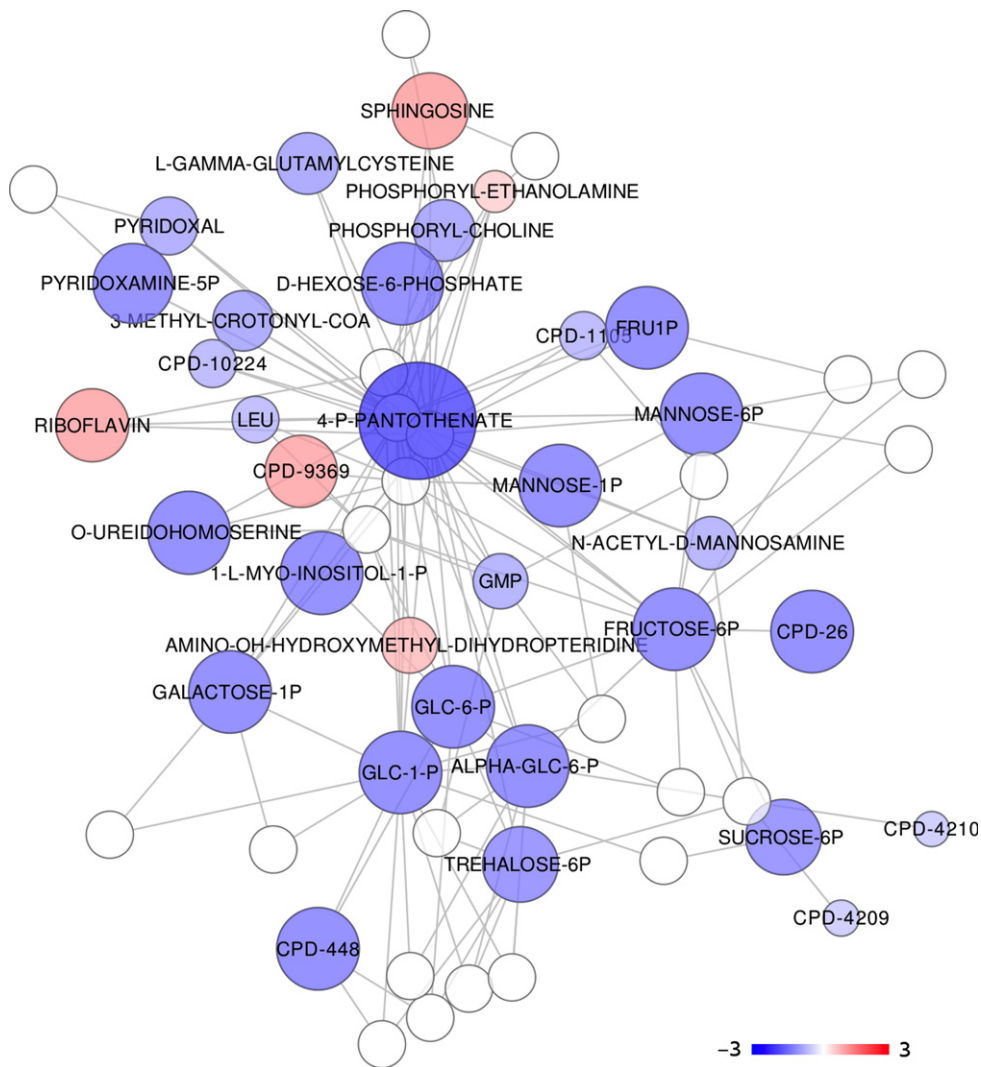 SPHINGOSINE
L-GAMMA-GLUTAMYLCYSTEINE
PHOSPHORYL-ETHANOLAMINE
PYRIDOXAL
PHOSPHORYL-CHOLINE
PYRIDOXAMINE-5P
D-HEXOSE-6-PHOSPHATE
3-METHYL-CROTONYL-COA
CPD-1105
FRU1P
CPD-10224
RIBOFLAVIN
LEU
4-P-PANTOTHENATE
MANNOSE-6P
CPD-9369
MANNOSE-1P
O-UREIDOHOMOSERINE
N-ACETYL-D-MANNOSAMINE
1-L-MYO-INOSITOL-1-P
GMP
FRUCTOSE-6P
CPD-26
AMINO-OH-HYDROXYMETHYL-DIHYDROPTERIDINE
GALACTOSE-1P
GLC-6-P
GLC-1-P
ALPHA-GLC-6-P
SUCROSE-6P
CPD-4210
TREHALOSE-6P
CPD-4209
CPD-448
−3 3